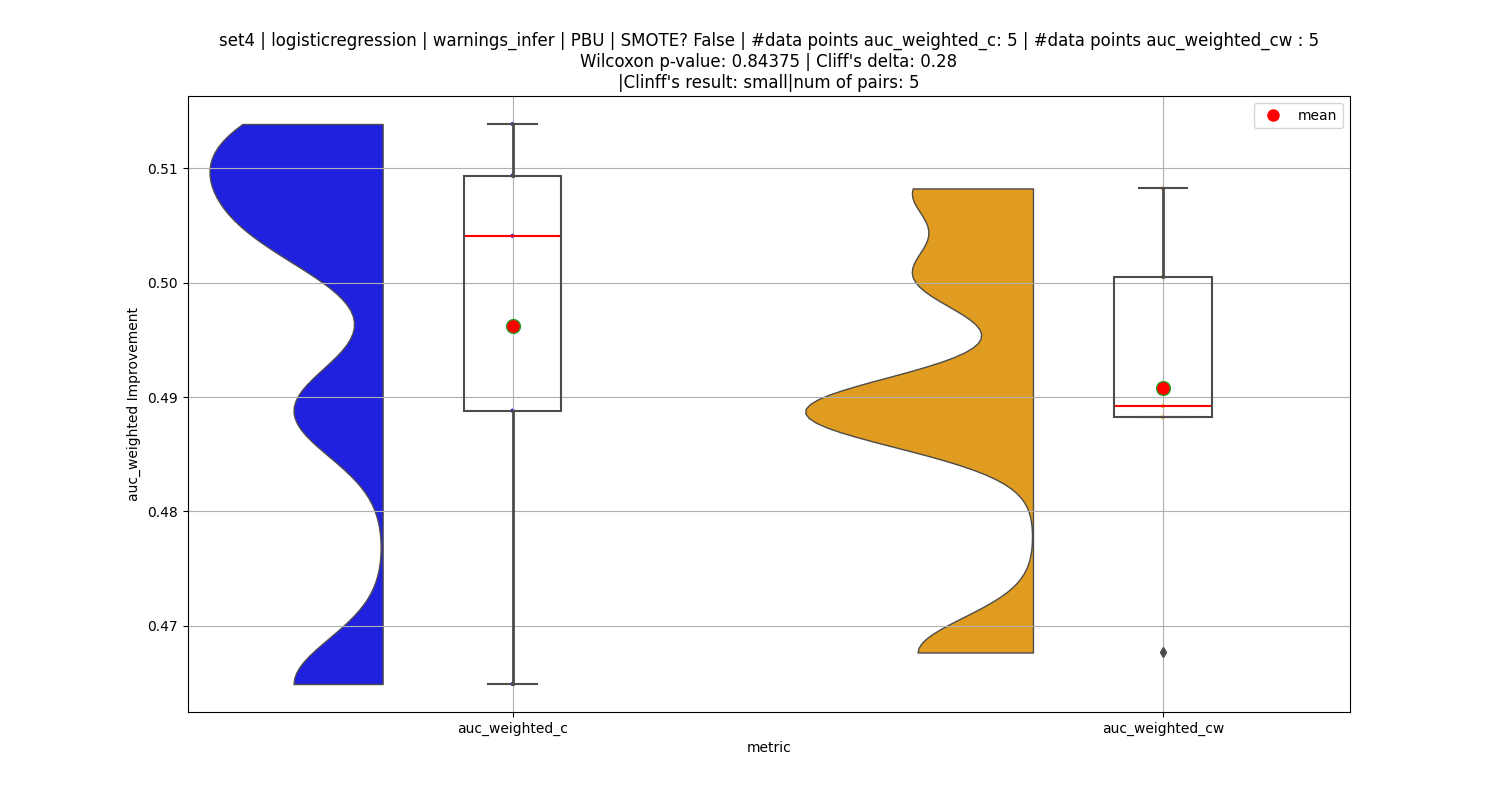 set4 | logisticregression | warnings_infer | PBU | SMOTE? False | #data points auc_weighted_c: 5 | #data points auc_weighted_cw : 5
Wilcoxon p-value: 0.84375 | Cliff's delta: 0.28
|Clinff's result: small|num of pairs: 5
mean
0.51
0.50
0.49
0.48
0.47
auc_weighted Improvement
auc_weighted_c
auc_weighted_cw
metric